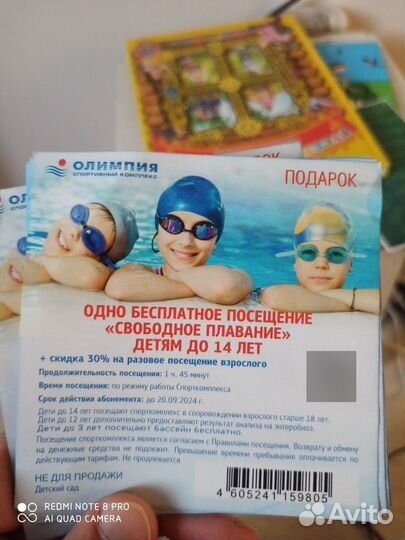 ОЛИМПИЯ
СПОРТИВНЫЙ КОМПЛЕКС
ПОДАРОК
ОДНО БЕСПЛАТНОЕ ПОСЕЩЕНИЕ
«СВОБОДНОЕ ПЛАВАНИЕ»
ДЕТЯМ ДО 14 ЛЕТ
+ скидка 30% на разовое посещение взрослого
Продолжительность посещения: 1 ч. 45 минут
Время посещения: по режиму работы Спорткомплекса
Срок действия абонемента: до 20.09.2024 г.
Дети до 14 лет посещают спорткомплекс в сопровождении взрослого старше 18 лет.
Дети до 12 лет дополнительно предоставляют результат анализа на энтеробиоз.
Дети до 3 лет посещают бассейн бесплатно.
Посещение спорткомплекса является согласием с Правилами посещения. Возврату и обмену
на денежные средства не подлежит. Превышение времени пребывания оплачивается по
действующим тарифам. Не продлевается
НЕ ДЛЯ ПРОДАЖИ
Детский сад
4 605241 159805
REDMI NOTE 8 PRO
AI QUAD CAMERA
Avito